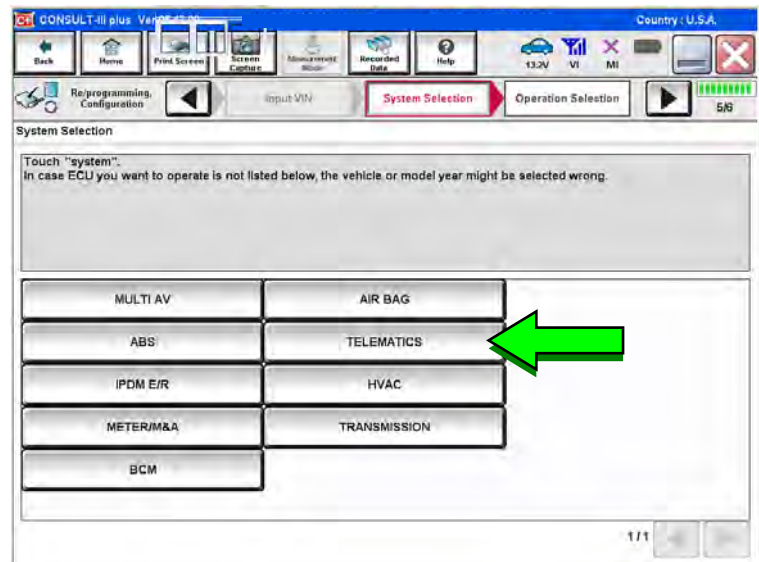 CONSULT-III plus
Country : U.S.A.
Back
Home
Print Screen
Screen
Capture
Measurement
Mode
Recorded
Data
Help
13.2V
VI
MI
Re/programming,
Configuration
Input VIN
System Selection
Operation Selection
5/6
System Selection
Touch "system".
In case ECU you want to operate is not listed below, the vehicle or model year might be selected wrong.
MULTI AV
AIR BAG
ABS
TELEMATICS
IPDM E/R
HVAC
METER/M&A
TRANSMISSION
BCM
1/1